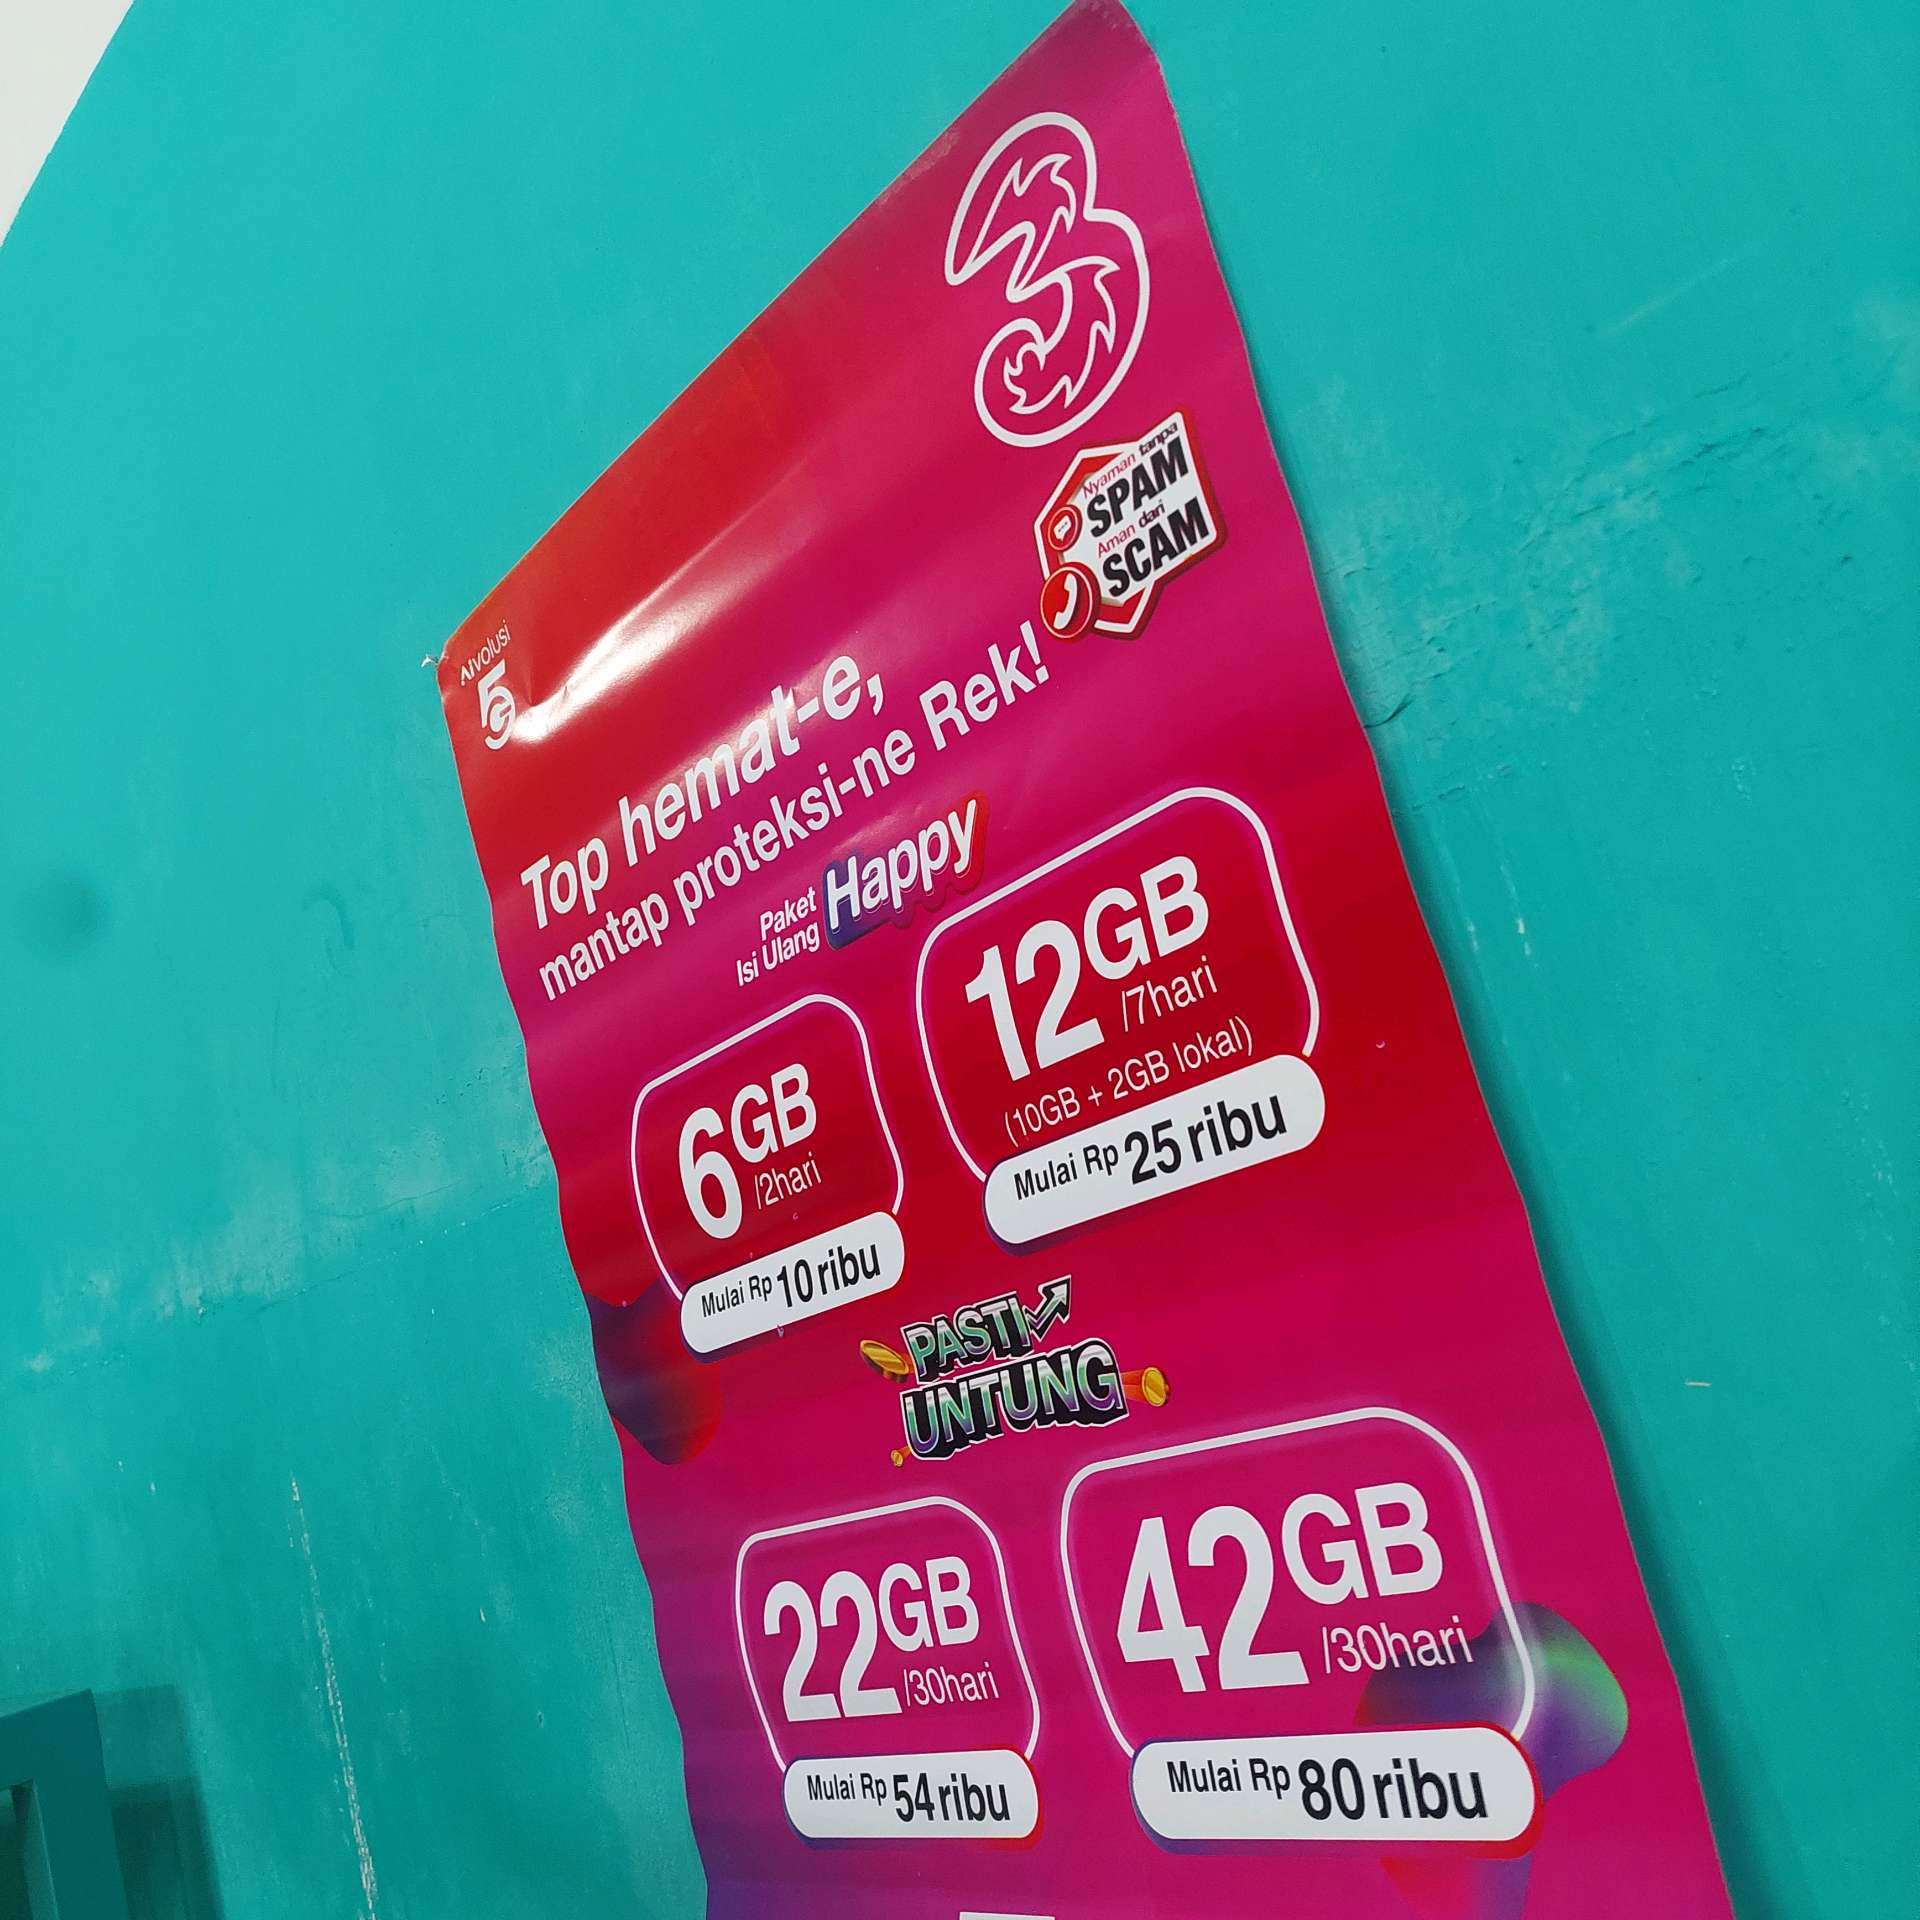 3
Nyaman tanpa
SPAM
Aman dari
SCAM
AIvolusi
5G
Top hemat-e,
mantap proteksi-ne Rek!
Paket
Isi Ulang
Happy
6GB
/2hari
Mulai Rp 10 ribu
12GB
/7hari
(10GB + 2GB lokal)
Mulai Rp 25 ribu
PASTI
UNTUNG
22GB
/30hari
Mulai Rp 54 ribu
42GB
/30hari
Mulai Rp 80 ribu